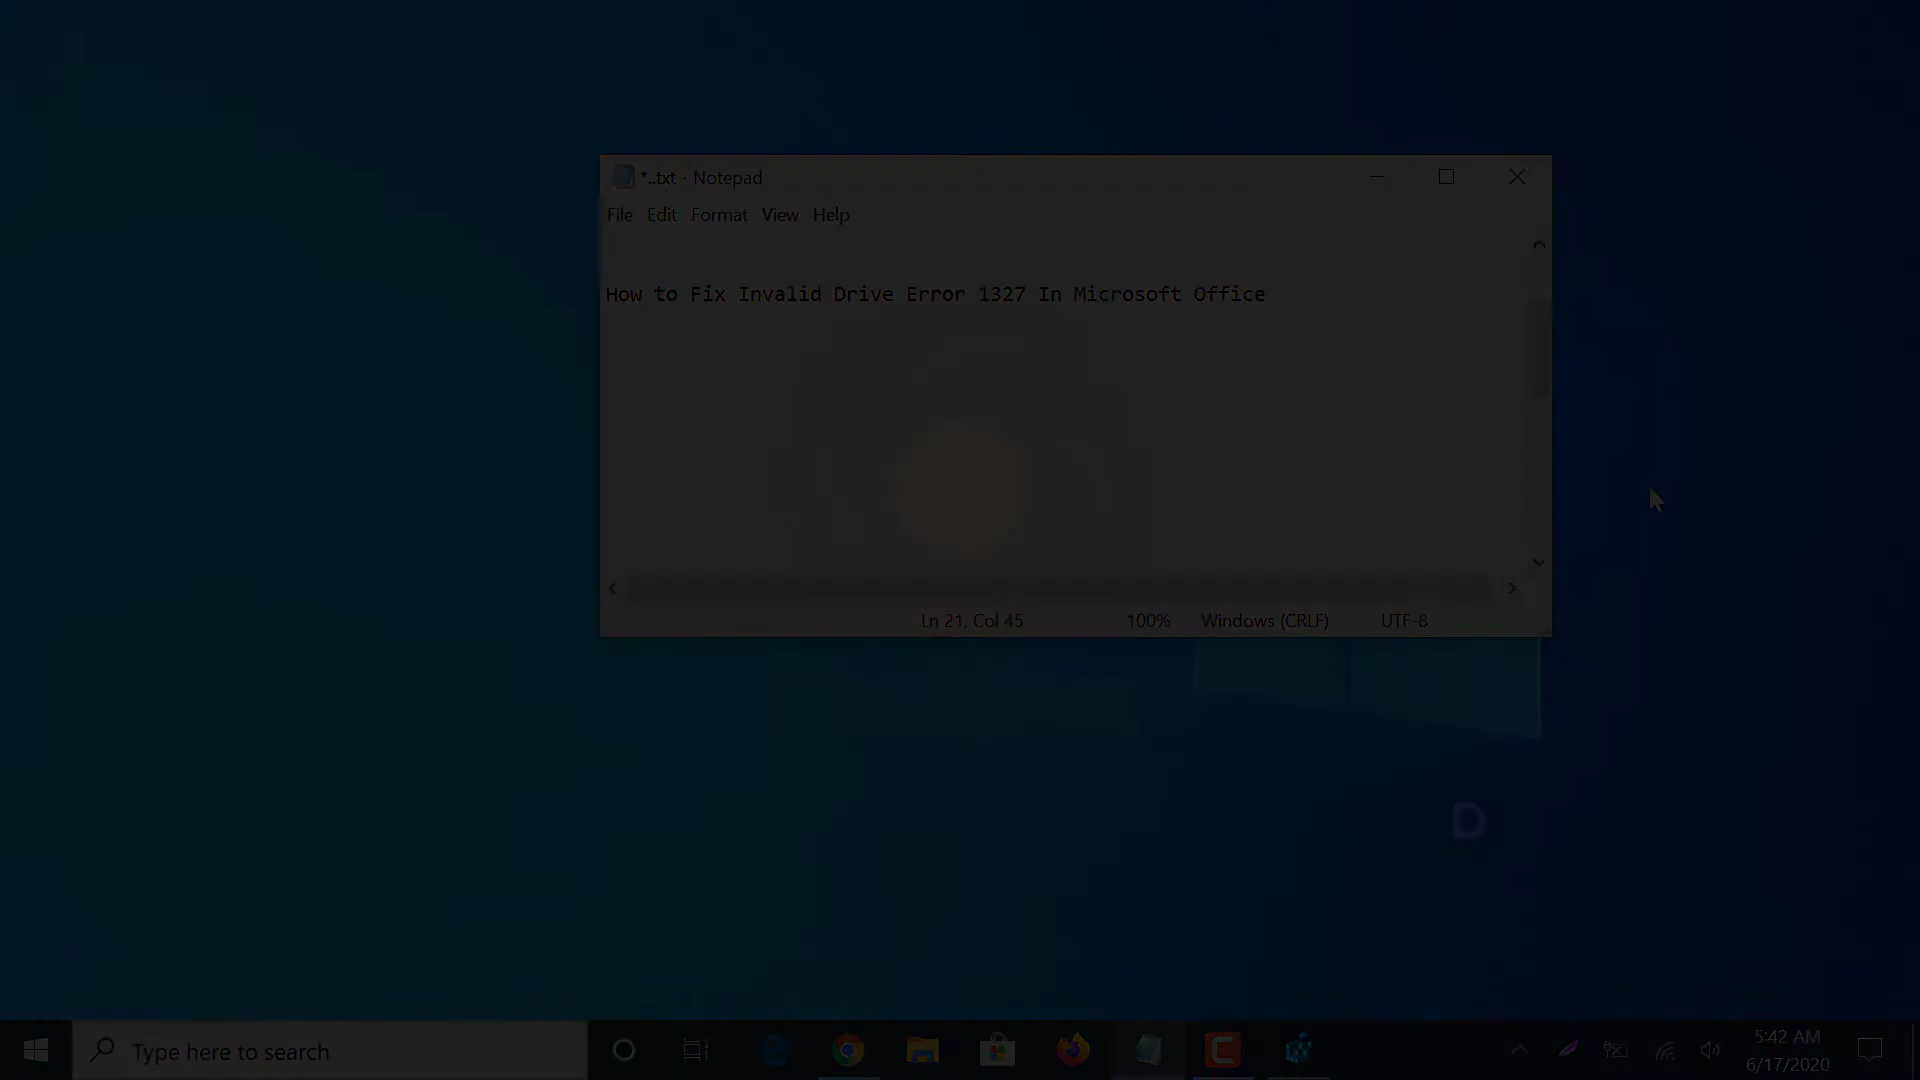 *..txt - Notepad
File Edit Format View Help
How to Fix Invalid Drive Error 1327 In Microsoft Office
Ln 21, Col 45 100% Windows (CRLF) UTF-8
D
Type here to search
5:42 AM
6/17/2020